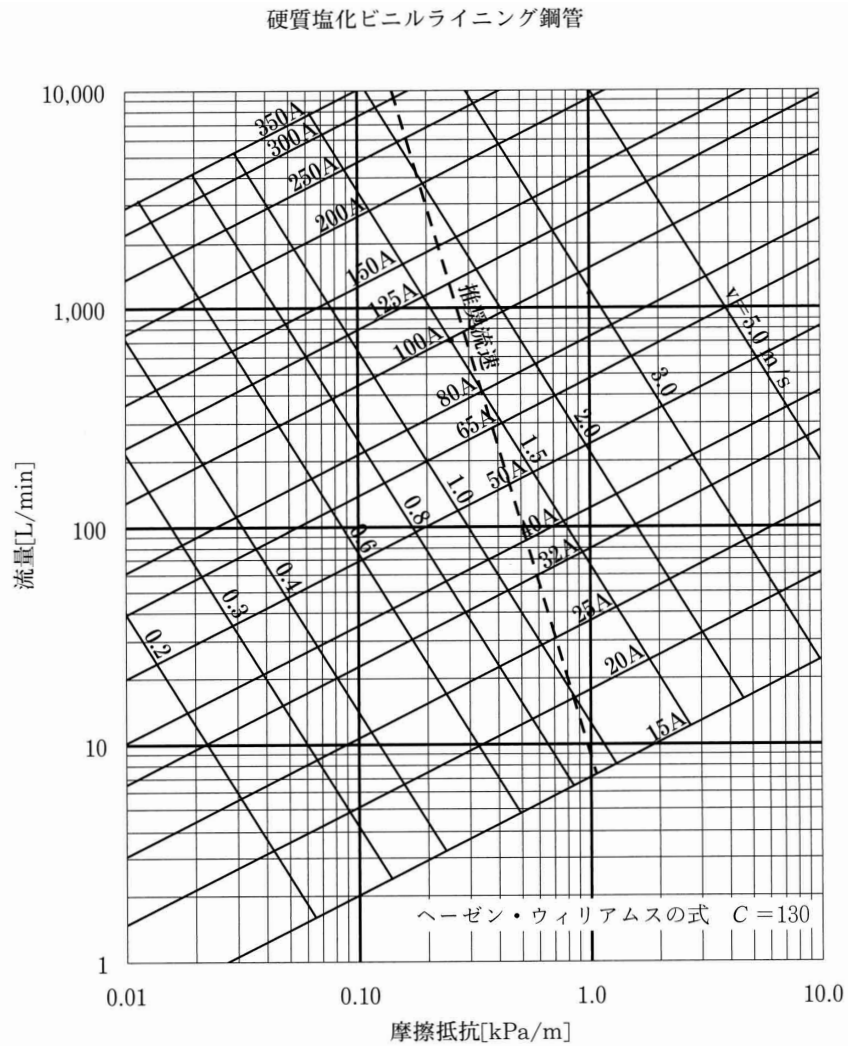 硬質塩化ビニルライニング鋼管
10,000
1,000
100
10
1
流量[L/min]
350A
300A
250A
200A
150A
125A
100A
80A
65A
50A
40A
32A
25A
20A
15A
推奨流速
v=5.0 m/s
3.0
2.0
1.5
1.0
0.8
0.6
0.4
0.3
0.2
ヘーゼン・ウィリアムスの式 C=130
0.01
0.10
1.0
10.0
摩擦抵抗[kPa/m]